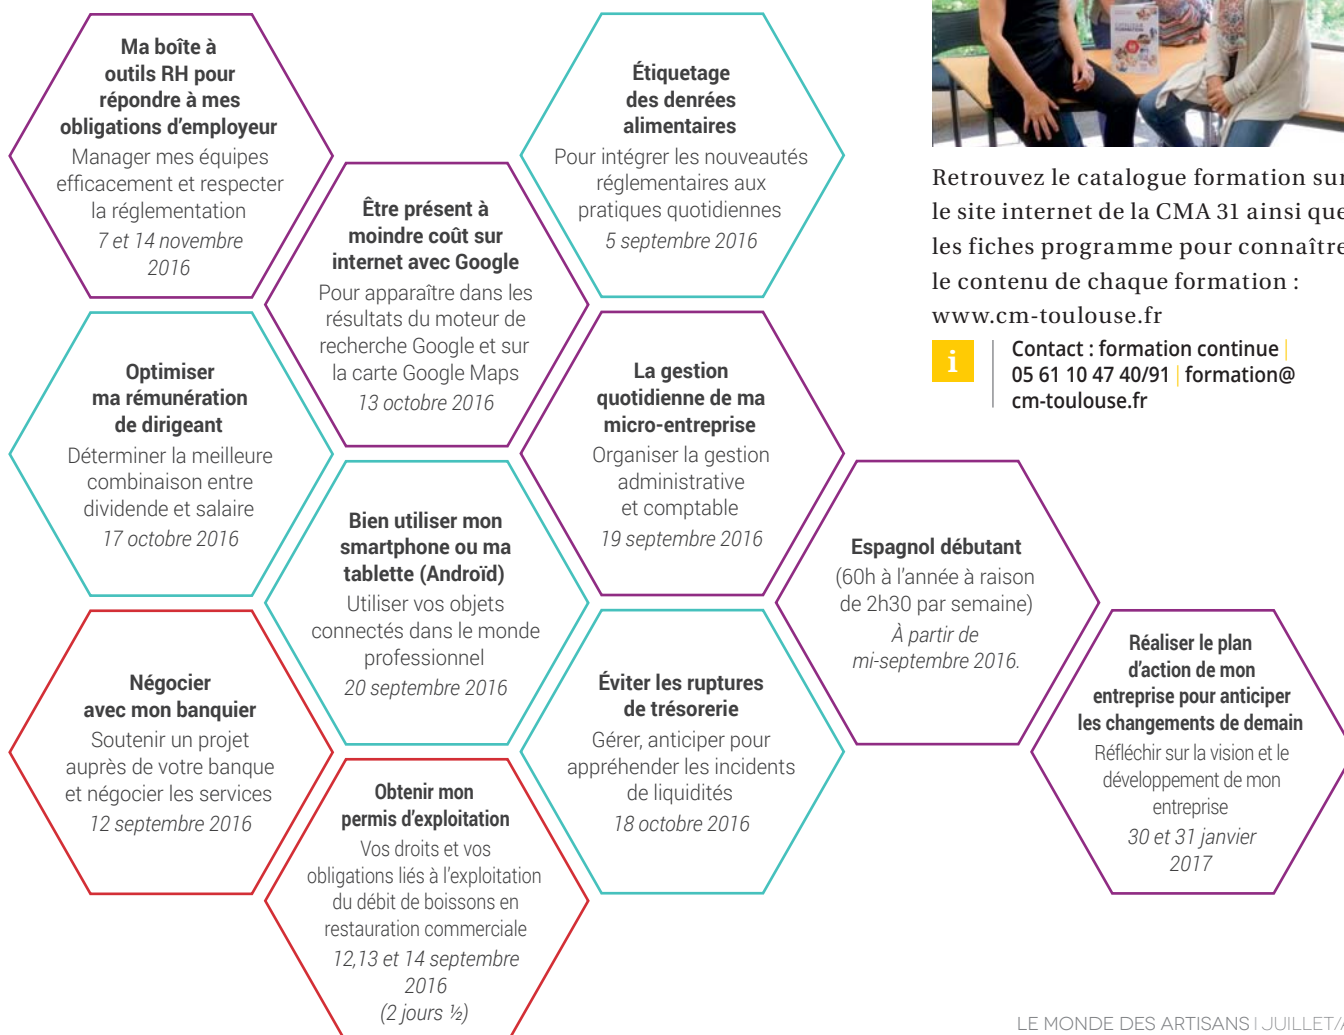 Ma boîte à
outils RH pour
répondre à mes
obligations d'employeur
Manager mes équipes
efficacement et respecter
la réglementation
7 et 14 novembre
2016
Être présent à
moindre coût sur
internet avec Google
Pour apparaître dans les
résultats du moteur de
recherche Google et sur
la carte Google Maps
13 octobre 2016
Étiquetage
des denrées
alimentaires
Pour intégrer les nouveautés
réglementaires aux
pratiques quotidiennes
5 septembre 2016
Optimiser
ma rémunération
de dirigeant
Déterminer la meilleure
combinaison entre
dividende et salaire
17 octobre 2016
Bien utiliser mon
smartphone ou ma
tablette (Androïd)
Utiliser vos objets
connectés dans le monde
professionnel
20 septembre 2016
La gestion
quotidienne de ma
micro-entreprise
Organiser la gestion
administrative
et comptable
19 septembre 2016
Négocier
avec mon banquier
Soutenir un projet
auprès de votre banque
et négocier les services
12 septembre 2016
Obtenir mon
permis d'exploitation
Vos droits et vos
obligations liés à l'exploitation
du débit de boissons en
restauration commerciale
12,13 et 14 septembre
2016
(2 jours ½)
Éviter les ruptures
de trésorerie
Gérer, anticiper pour
appréhender les incidents
de liquidités
18 octobre 2016
Espagnol débutant
(60h à l'année à raison
de 2h30 par semaine)
À partir de
mi-septembre 2016.
Réaliser le plan
d'action de mon
entreprise pour anticiper
les changements de demain
Réfléchir sur la vision et le
développement de mon
entreprise
30 et 31 janvier
2017
Retrouvez le catalogue formation sur
le site internet de la CMA 31 ainsi que
les fiches programme pour connaître
le contenu de chaque formation :
www.cm-toulouse.fr
i
Contact : formation continue |
05 61 10 47 40/91 | formation@
cm-toulouse.fr
LE MONDE DES ARTISANS | JUILLET/